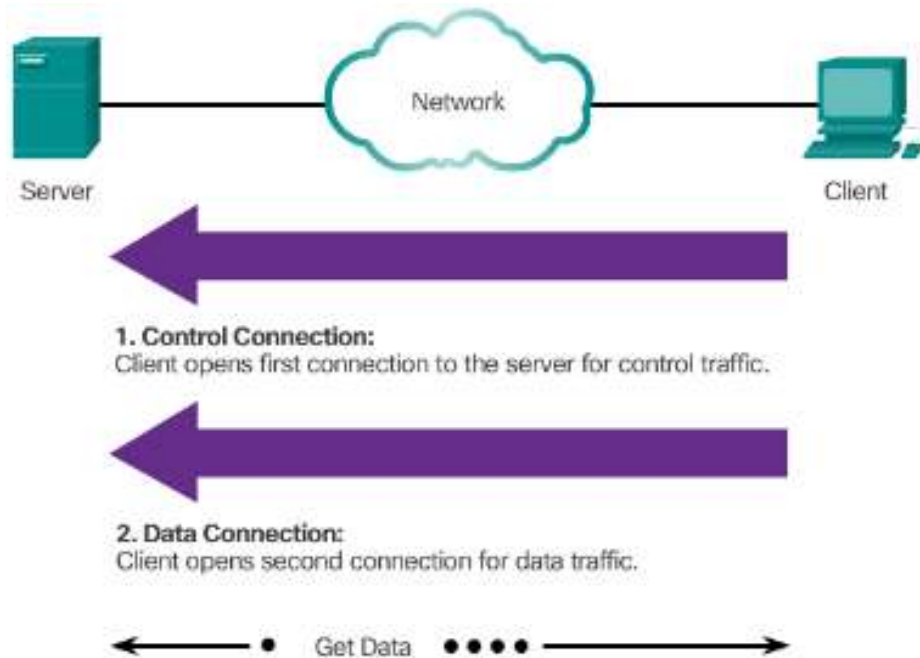 Network
Server
Client
1. Control Connection:
Client opens first connection to the server for control traffic.
2. Data Connection:
Client opens second connection for data traffic.
Get Data